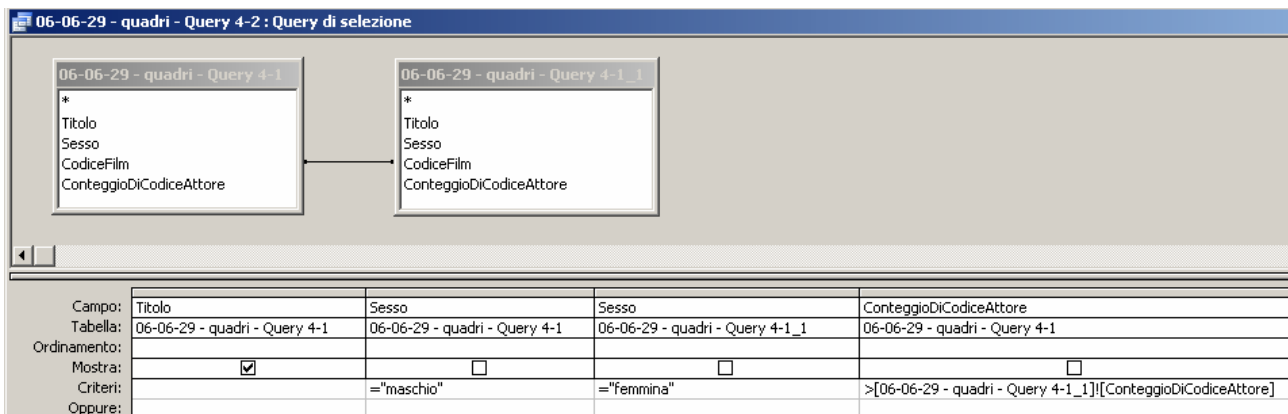 06-06-29 - quadri - Query 4-2 : Query di selezione
06-06-29 - quadri - Query 4-1
*
Titolo
Sesso
CodiceFilm
ConteggioDiCodiceAttore
06-06-29 - quadri - Query 4-1_1
*
Titolo
Sesso
CodiceFilm
ConteggioDiCodiceAttore
Campo: Titolo Sesso Sesso ConteggioDiCodiceAttore
Tabella: 06-06-29 - quadri - Query 4-1 06-06-29 - quadri - Query 4-1 06-06-29 - quadri - Query 4-1_1 06-06-29 - quadri - Query 4-1
Ordinamento:
Mostra:
Criteri: ="maschio" ="femmina" >[06-06-29 - quadri - Query 4-1_1]![ConteggioDiCodiceAttore]
Oppure: